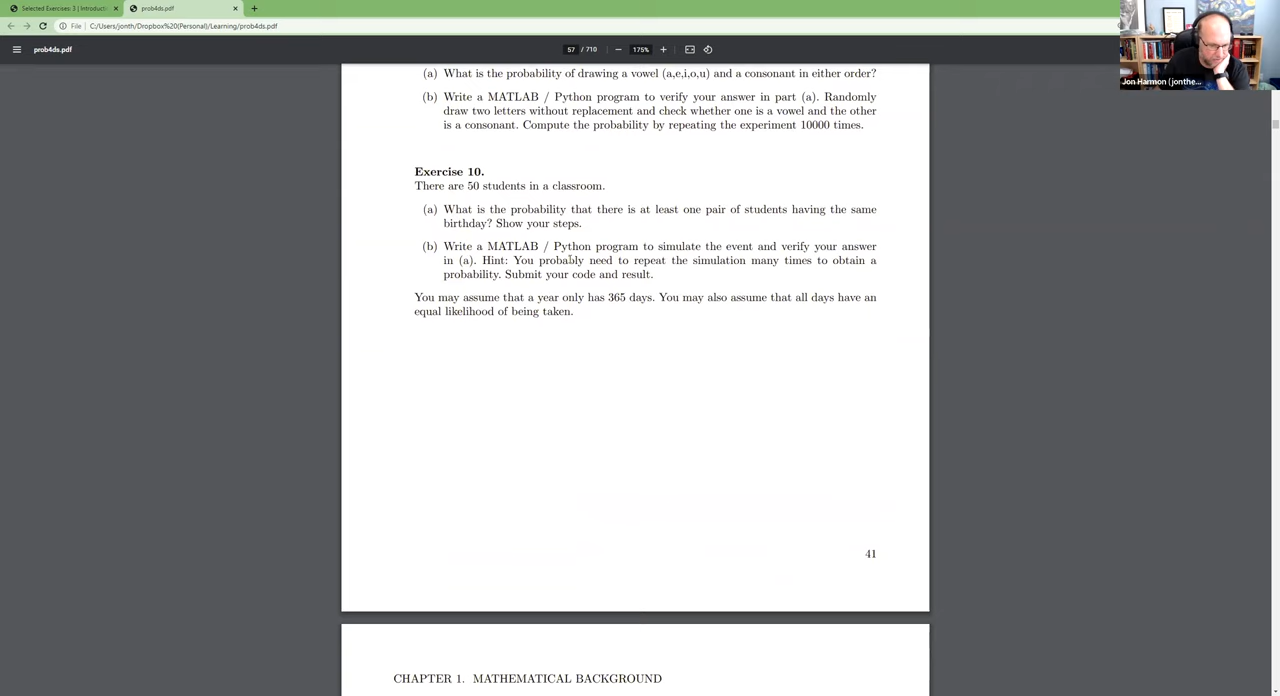 Selected Exercises: 3 | Introducti
prob4ds.pdf
File | C:/Users/jonth/Dropbox%20(Personal)/Learning/prob4ds.pdf
prob4ds.pdf
57 / 710
175%
Jon Harmon (jonthe...
(a) What is the probability of drawing a vowel (a,e,i,o,u) and a consonant in either order?
(b) Write a MATLAB / Python program to verify your answer in part (a). Randomly
draw two letters without replacement and check whether one is a vowel and the other
is a consonant. Compute the probability by repeating the experiment 10000 times.
Exercise 10.
There are 50 students in a classroom.
(a) What is the probability that there is at least one pair of students having the same
birthday? Show your steps.
(b) Write a MATLAB / Python program to simulate the event and verify your answer
in (a). Hint: You probably need to repeat the simulation many times to obtain a
probability. Submit your code and result.
You may assume that a year only has 365 days. You may also assume that all days have an
equal likelihood of being taken.
41
CHAPTER 1. MATHEMATICAL BACKGROUND